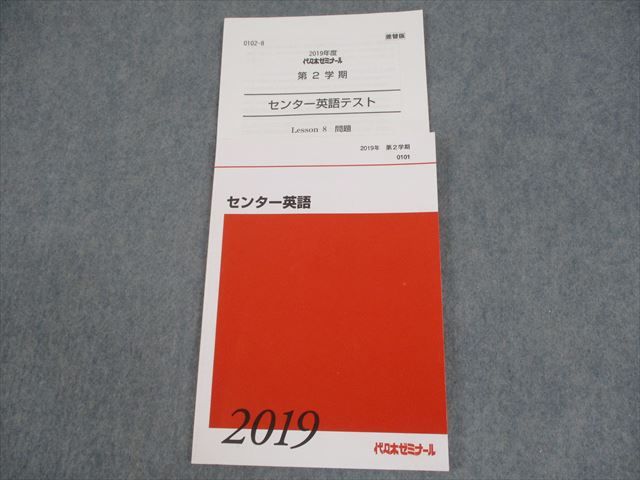 0102-8
差替版
2019年度
代々木ゼミナール
第2学期
センター英語テスト
Lesson 8 問題
2019年 第2学期
0101
センター英語
2019
代々木ゼミナール